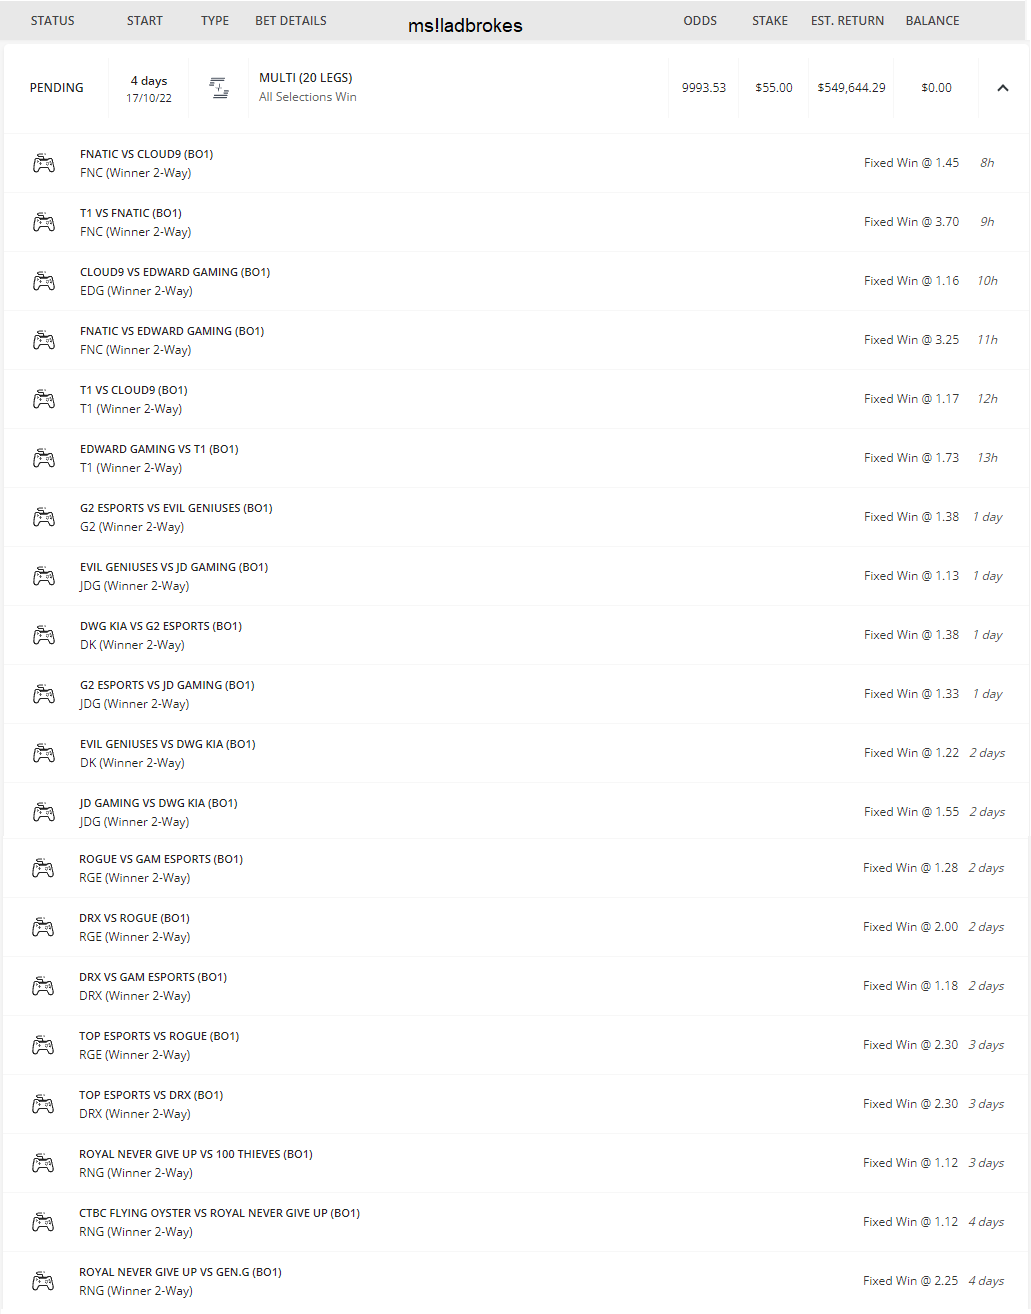 STATUS START TYPE BET DETAILS ms!ladbrokes ODDS STAKE EST. RETURN BALANCE
PENDING 4 days 17/10/22 MULTI (20 LEGS) 9993.53 $55.00 $549,644.29 $0.00
All Selections Win
FNATIC VS CLOUD9 (BO1)
FNC (Winner 2-Way) Fixed Win @ 1.45 8h
T1 VS FNATIC (BO1)
FNC (Winner 2-Way) Fixed Win @ 3.70 9h
CLOUD9 VS EDWARD GAMING (BO1)
EDG (Winner 2-Way) Fixed Win @ 1.16 10h
FNATIC VS EDWARD GAMING (BO1)
FNC (Winner 2-Way) Fixed Win @ 3.25 11h
T1 VS CLOUD9 (BO1)
T1 (Winner 2-Way) Fixed Win @ 1.17 12h
EDWARD GAMING VS T1 (BO1)
T1 (Winner 2-Way) Fixed Win @ 1.73 13h
G2 ESPORTS VS EVIL GENIUSES (BO1)
G2 (Winner 2-Way) Fixed Win @ 1.38 1 day
EVIL GENIUSES VS JD GAMING (BO1)
JDG (Winner 2-Way) Fixed Win @ 1.13 1 day
DWG KIA VS G2 ESPORTS (BO1)
DK (Winner 2-Way) Fixed Win @ 1.38 1 day
G2 ESPORTS VS JD GAMING (BO1)
JDG (Winner 2-Way) Fixed Win @ 1.33 1 day
EVIL GENIUSES VS DWG KIA (BO1)
DK (Winner 2-Way) Fixed Win @ 1.22 2 days
JD GAMING VS DWG KIA (BO1)
JDG (Winner 2-Way) Fixed Win @ 1.55 2 days
ROGUE VS GAM ESPORTS (BO1)
RGE (Winner 2-Way) Fixed Win @ 1.28 2 days
DRX VS ROGUE (BO1)
RGE (Winner 2-Way) Fixed Win @ 2.00 2 days
DRX VS GAM ESPORTS (BO1)
DRX (Winner 2-Way) Fixed Win @ 1.18 2 days
TOP ESPORTS VS ROGUE (BO1)
RGE (Winner 2-Way) Fixed Win @ 2.30 3 days
TOP ESPORTS VS DRX (BO1)
DRX (Winner 2-Way) Fixed Win @ 2.30 3 days
ROYAL NEVER GIVE UP VS 100 THIEVES (BO1)
RNG (Winner 2-Way) Fixed Win @ 1.12 3 days
CTBC FLYING OYSTER VS ROYAL NEVER GIVE UP (BO1)
RNG (Winner 2-Way) Fixed Win @ 1.12 4 days
ROYAL NEVER GIVE UP VS GEN.G (BO1)
RNG (Winner 2-Way) Fixed Win @ 2.25 4 days